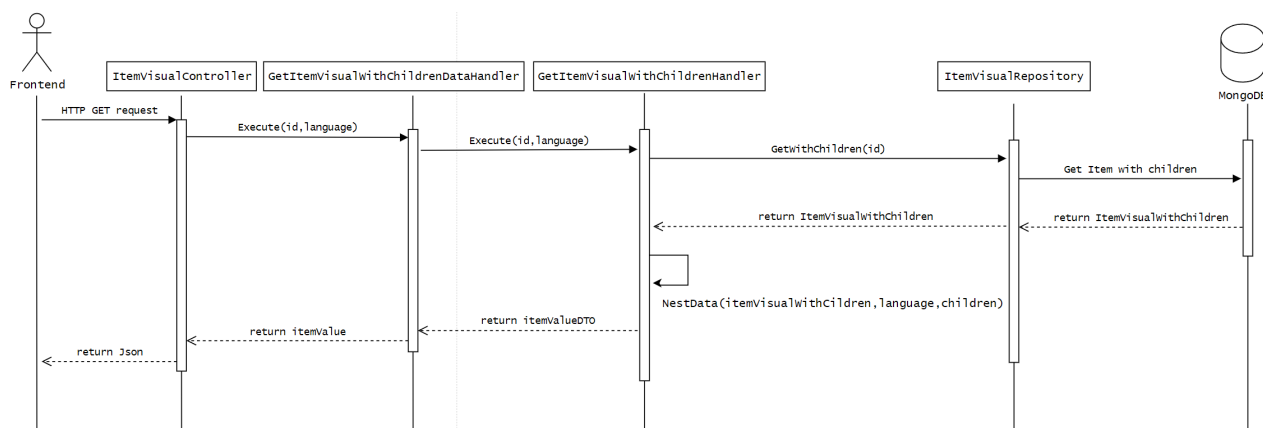 Frontend
ItemVisualController
GetItemVisualWithChildrenDataHandler
GetItemVisualWithChildrenHandler
ItemVisualRepository
MongoDB
HTTP GET request
Execute(id,language)
Execute(id,language)
GetWithChildren(id)
Get Item with children
return ItemVisualWithChildren
return ItemVisualWithChildren
NestData(itemVisualWithCildren,language,children)
return itemValueDTO
return itemValue
return Json